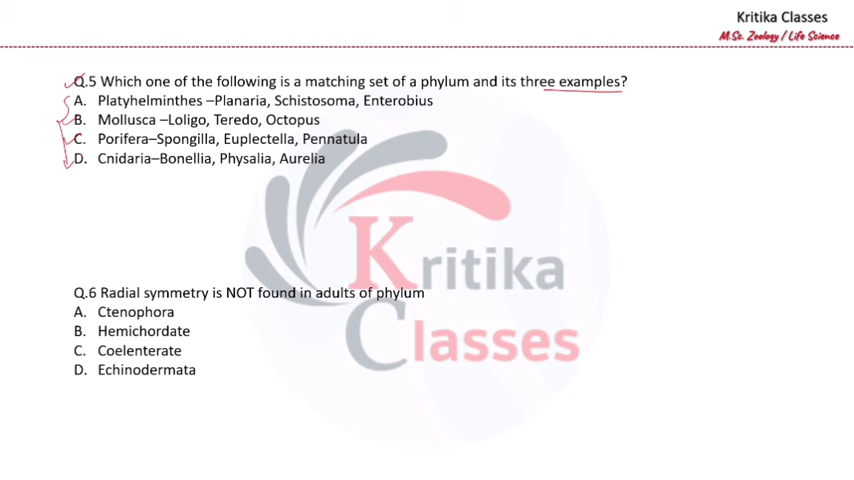 Kritika Classes
M.Sc. Zoology / Life Science
Q.5 Which one of the following is a matching set of a phylum and its three examples?
A. Platyhelminthes –Planaria, Schistosoma, Enterobius
B. Mollusca –Loligo, Teredo, Octopus
C. Porifera–Spongilla, Euplectella, Pennatula
D. Cnidaria–Bonellia, Physalia, Aurelia
Kritika
Q.6 Radial symmetry is NOT found in adults of phylum
A. Ctenophora
B. Hemichordate
Classes
C. Coelenterate
D. Echinodermata